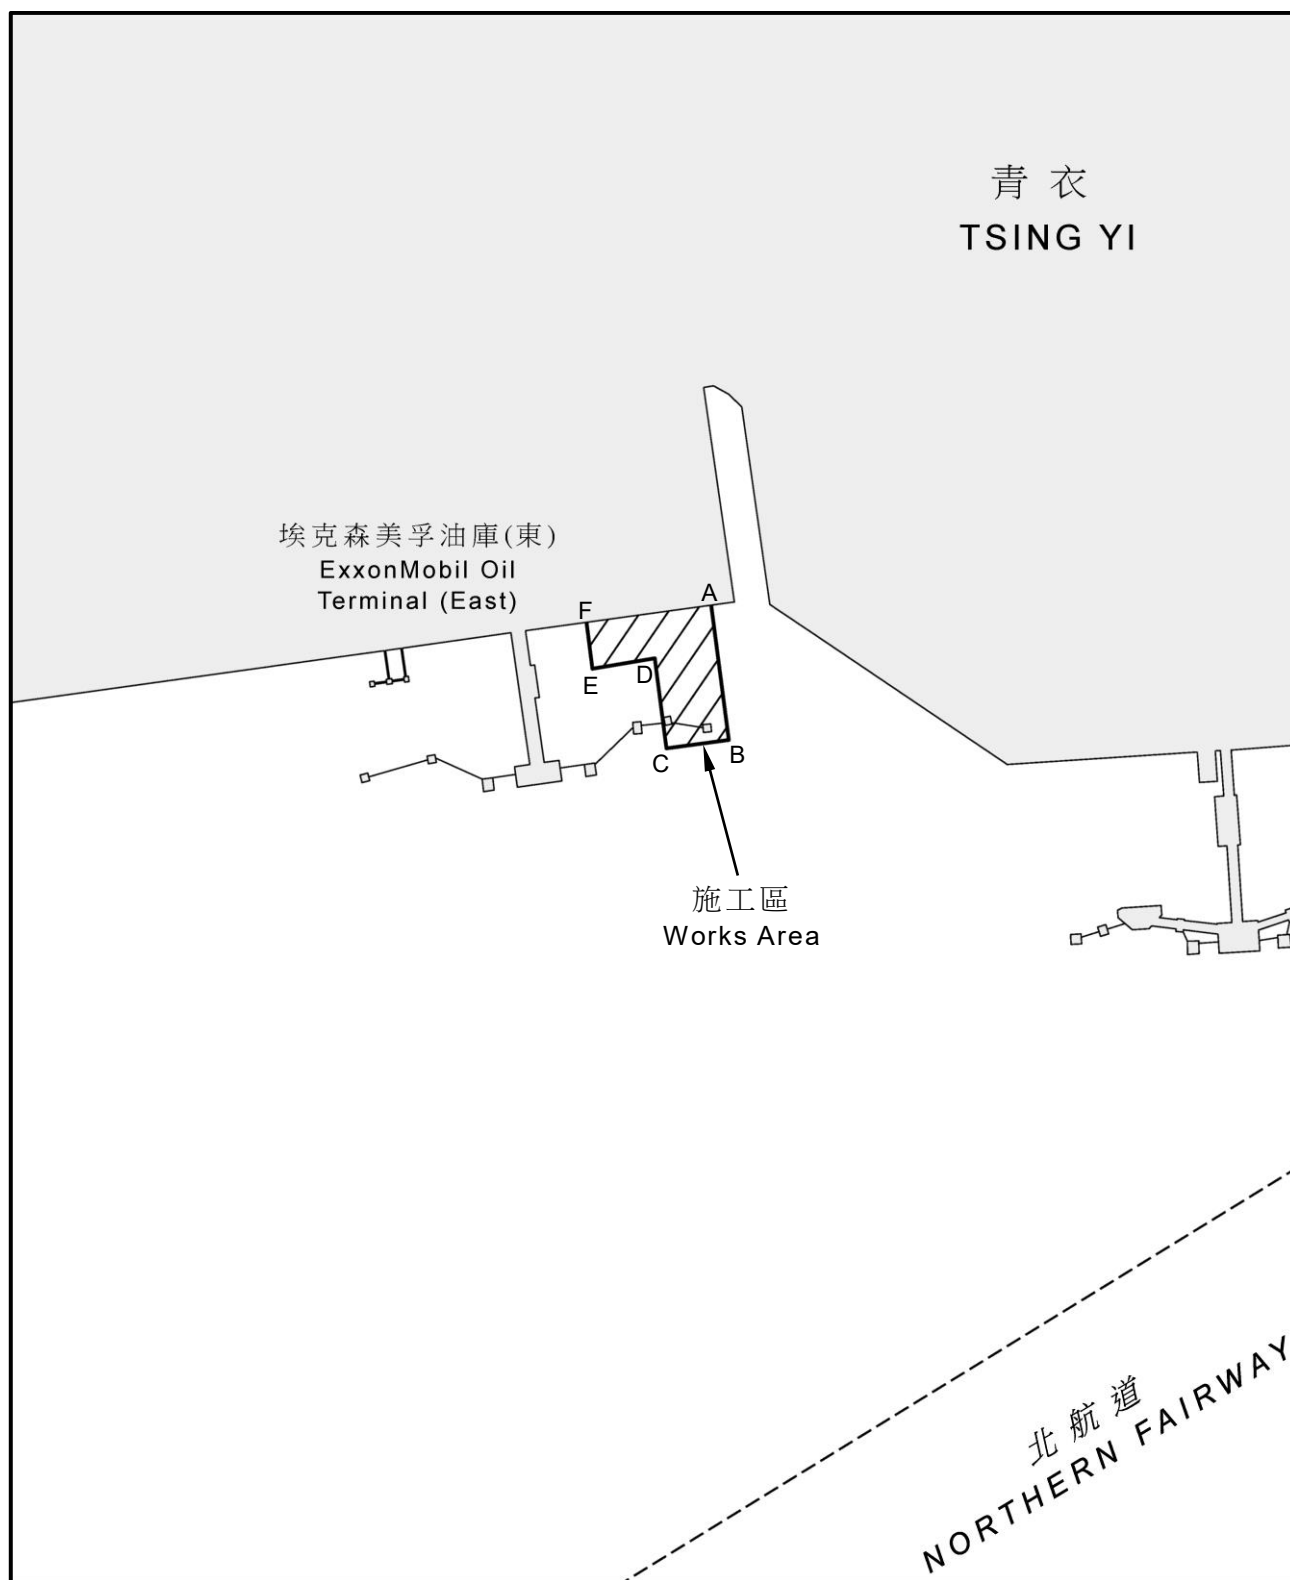 青衣
TSING YI
埃克森美孚油庫(東)
ExxonMobil Oil
Terminal (East)
A
F
D
E
B
C
施工區
Works Area
北航道
NORTHERN FAIRWAY